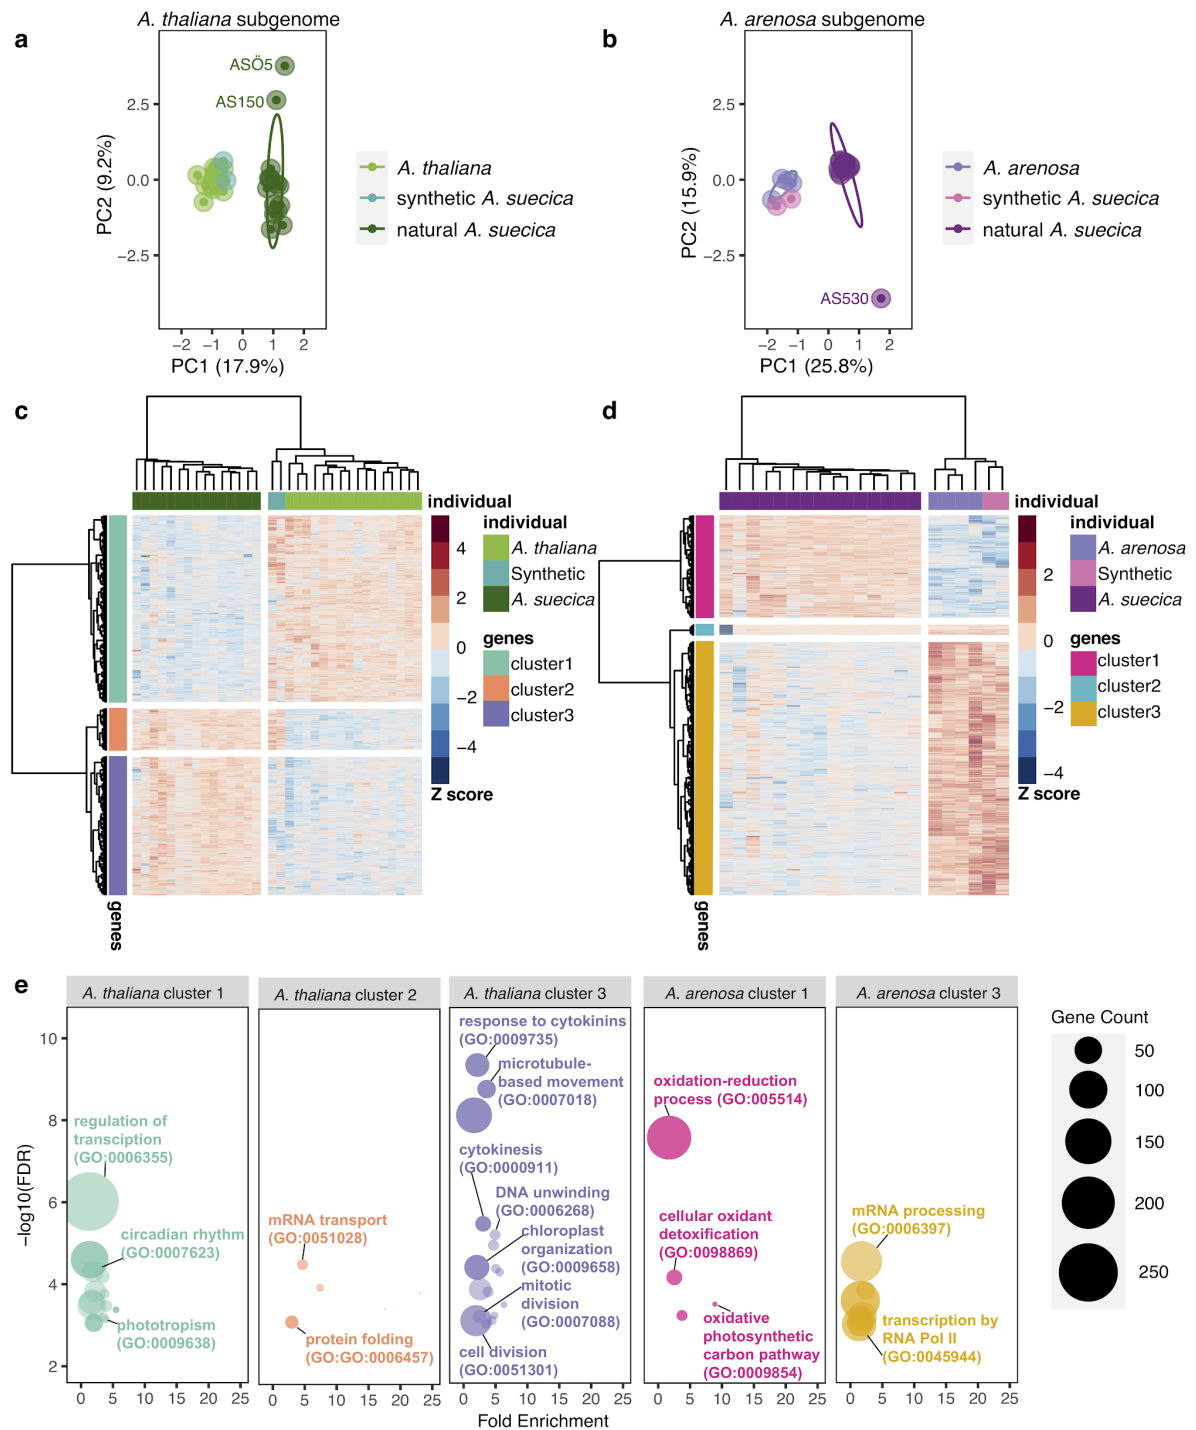 a
A. thaliana subgenome
ASÖ5
AS150
2.5
0.0
−2.5
PC2 (9.2%)
−2 −1 0 1 2
PC1 (17.9%)
A. thaliana
synthetic A. suecica
natural A. suecica
b
A. arenosa subgenome
2.5
0.0
−2.5
PC2 (15.9%)
AS530
−2 −1 0 1 2
PC1 (25.8%)
A. arenosa
synthetic A. suecica
natural A. suecica
c
individual
4
2
0
−2
−4
Z score
individual
A. thaliana
Synthetic
A. suecica
genes
cluster1
cluster2
cluster3
genes
d
individual
2
0
−2
−4
Z score
individual
A. arenosa
Synthetic
A. suecica
genes
cluster1
cluster2
cluster3
genes
e
−log10(FDR)
10
8
6
4
2
A. thaliana cluster 1
regulation of
transciption
(GO:0006355)
circadian rhythm
(GO:0007623)
phototropism
(GO:0009638)
0 5 10 15 20 25
A. thaliana cluster 2
mRNA transport
(GO:0051028)
protein folding
(GO:GO:0006457)
0 5 10 15 20 25
A. thaliana cluster 3
response to cytokinins
(GO:0009735)
microtubule-
based movement
(GO:0007018)
cytokinesis
(GO:0000911)
DNA unwinding
(GO:0006268)
chloroplast
organization
(GO:0009658)
mitotic
division
(GO:0007088)
cell division
(GO:0051301)
0 5 10 15 20 25
Fold Enrichment
A. arenosa cluster 1
oxidation-reduction
process (GO:005514)
cellular oxidant
detoxification
(GO:0098869)
oxidative
photosynthetic
carbon pathway
(GO:0009854)
0 5 10 15 20 25
A. arenosa cluster 3
mRNA processing
(GO:0006397)
transcription by
RNA Pol II
(GO:0045944)
0 5 10 15 20 25
Gene Count
50
100
150
200
250